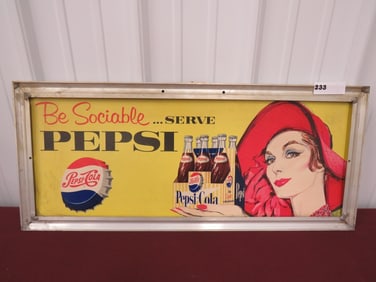 233
Be Sociable ...SERVE
PEPSI
Pepsi-Cola
Pepsi-Cola